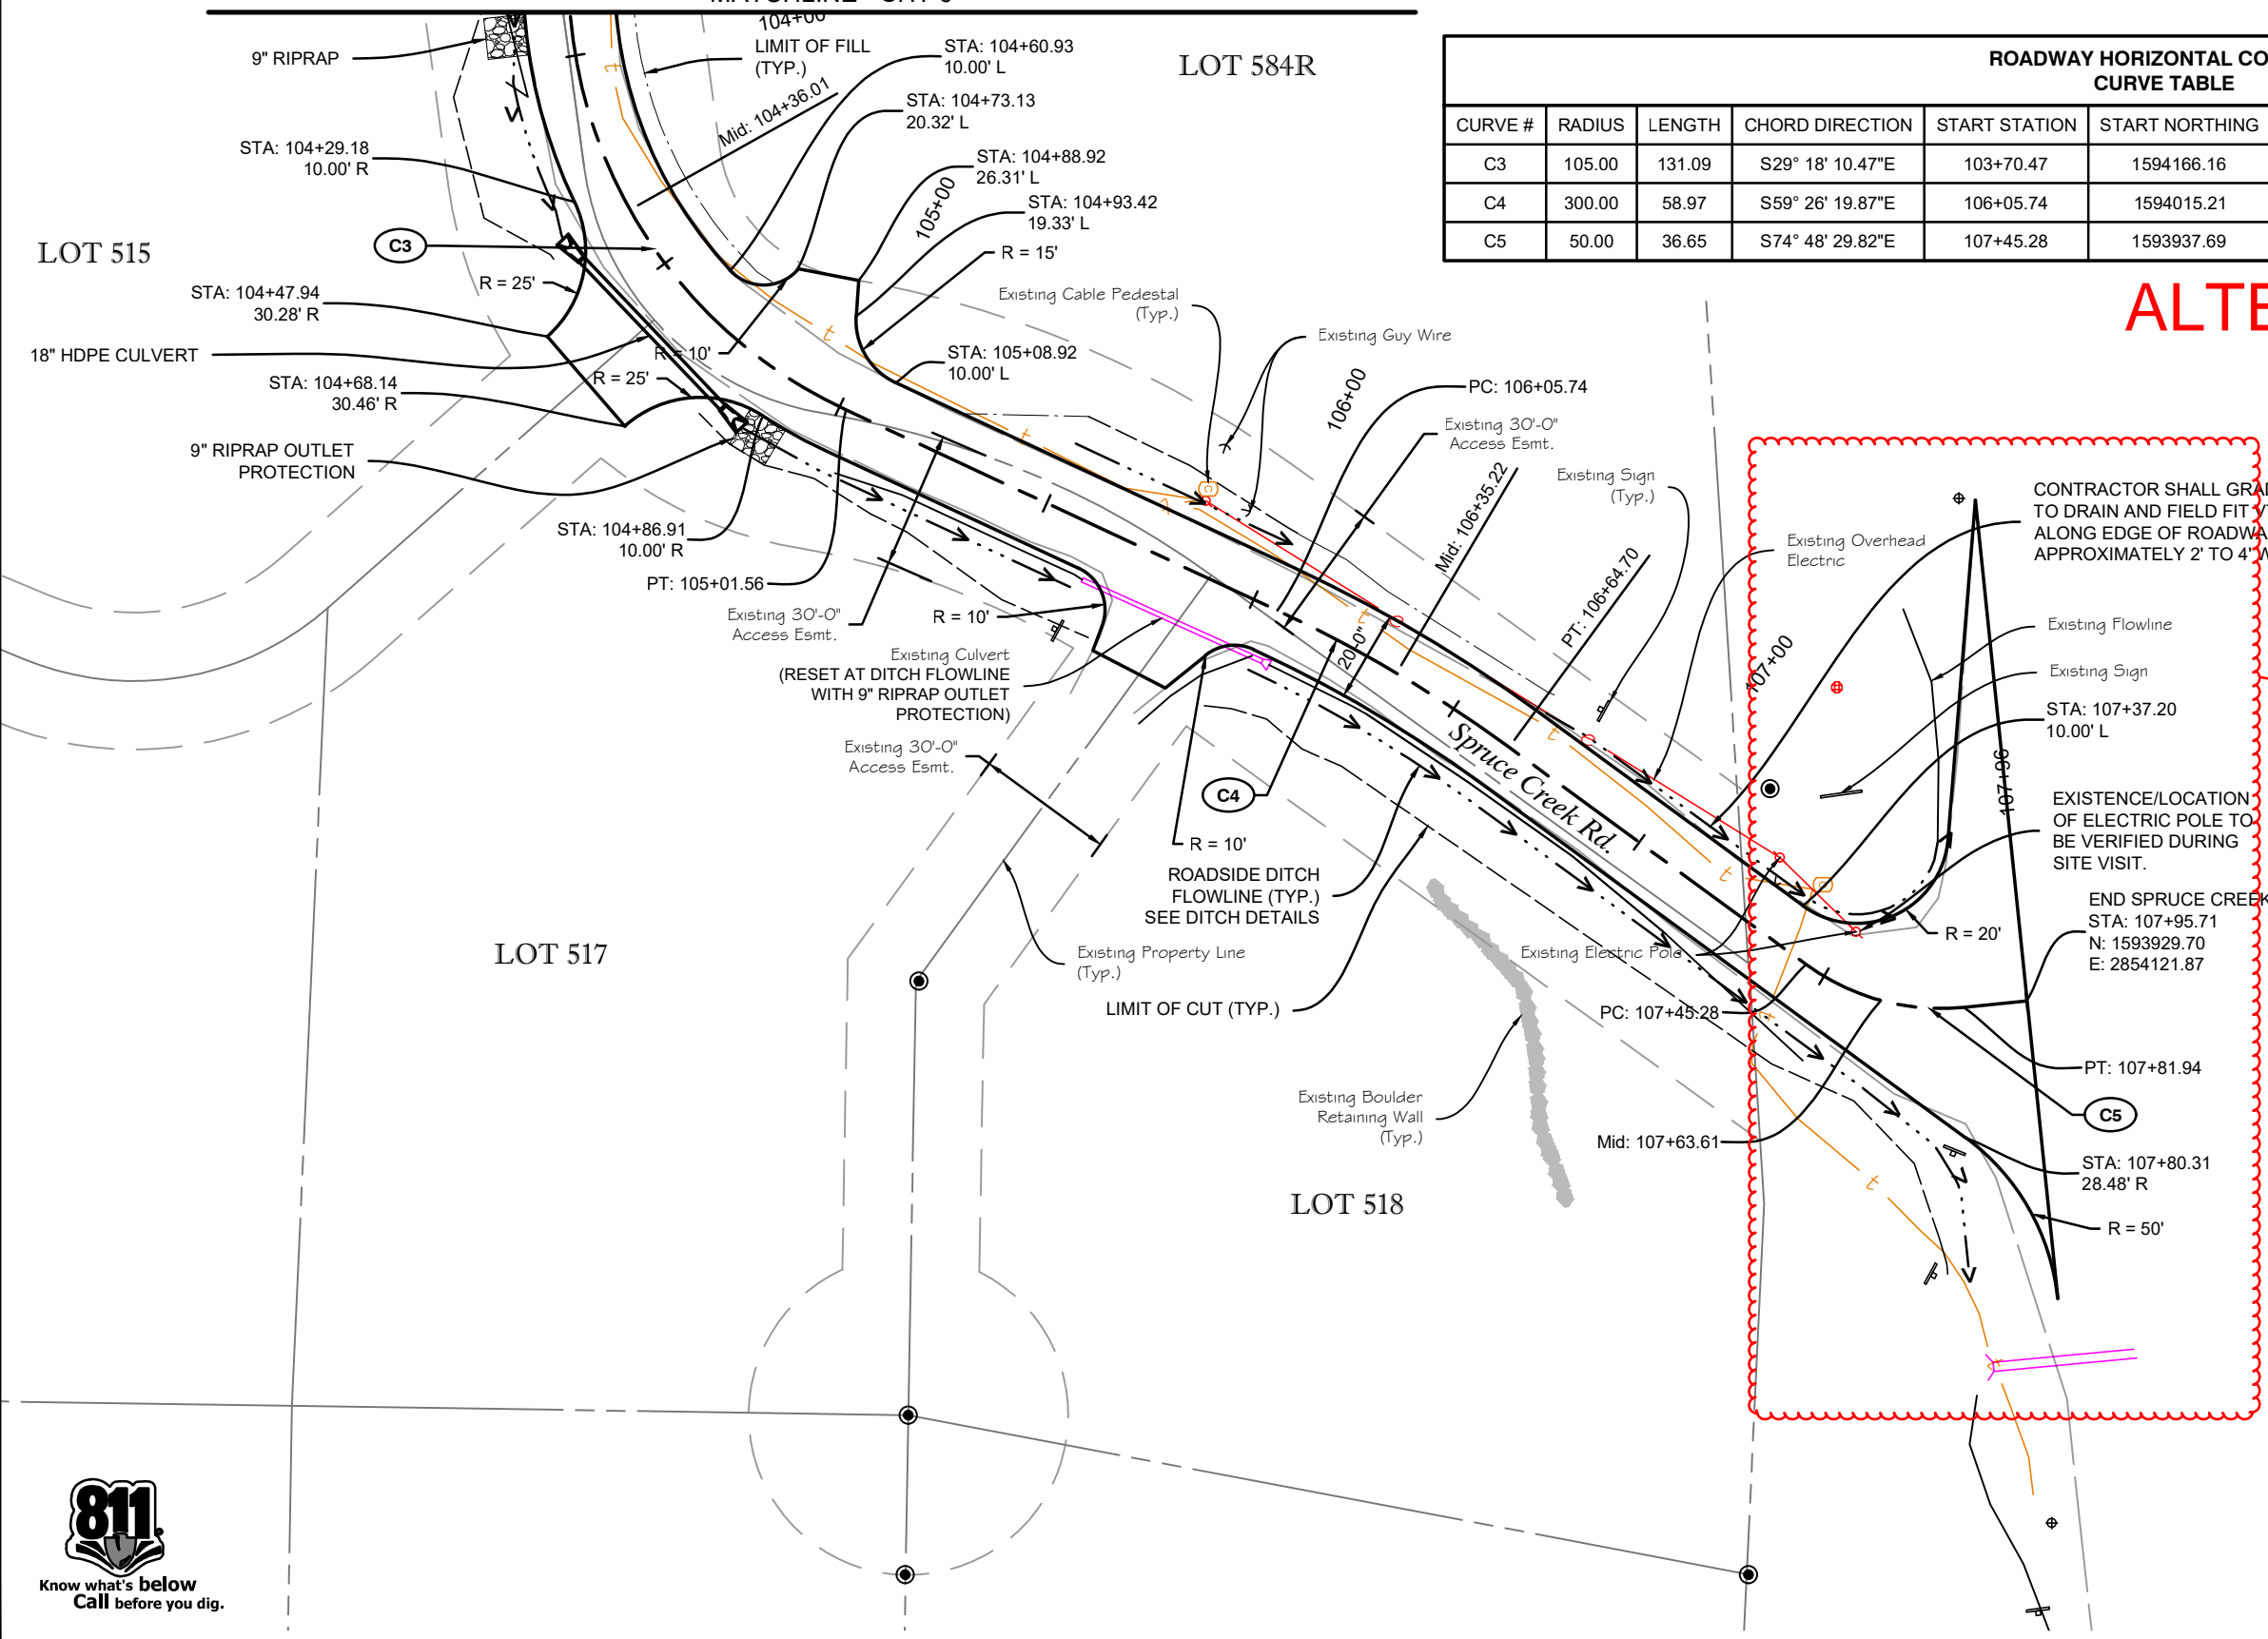 104+00
9" RIPRAP
LIMIT OF FILL
(TYP.)
STA: 104+60.93
10.00' L
LOT 584R
Mid: 104+36.01
STA: 104+73.13
20.32' L
STA: 104+29.18
10.00' R
STA: 104+88.92
26.31' L
105+00
STA: 104+93.42
19.33' L
R = 15'
LOT 515
C3
R = 25'
STA: 104+47.94
30.28' R
18" HDPE CULVERT
R = 10'
R = 25'
STA: 104+68.14
30.46' R
9" RIPRAP OUTLET
PROTECTION
Existing Cable Pedestal
(Typ.)
Existing Guy Wire
STA: 105+08.92
10.00' L
106+00
PC: 106+05.74
Existing 30'-0"
Access Esmt.
Mid: 106+35.22
Existing Sign
(Typ.)
PT: 106+64.70
Existing Overhead
Electric
STA: 104+86.91
10.00' R
PT: 105+01.56
Existing 30'-0"
Access Esmt.
R = 10'
Existing Culvert
(RESET AT DITCH FLOWLINE
WITH 9" RIPRAP OUTLET
PROTECTION)
Existing 30'-0"
Access Esmt.
20'-0"
C4
R = 10'
Spruce Creek Rd.
ROADSIDE DITCH
FLOWLINE (TYP.)
SEE DITCH DETAILS
Existing Property Line
(Typ.)
LIMIT OF CUT (TYP.)
LOT 517
Existing Electric Pole
PC: 107+45.28
Existing Boulder
Retaining Wall
(Typ.)
Mid: 107+63.61
LOT 518
ROADWAY HORIZONTAL CO
CURVE TABLE
CURVE # RADIUS LENGTH CHORD DIRECTION START STATION START NORTHING
C3 105.00 131.09 S29° 18' 10.47"E 103+70.47 1594166.16
C4 300.00 58.97 S59° 26' 19.87"E 106+05.74 1594015.21
C5 50.00 36.65 S74° 48' 29.82"E 107+45.28 1593937.69
ALTE
CONTRACTOR SHALL GRA
TO DRAIN AND FIELD FIT
ALONG EDGE OF ROADWA
APPROXIMATELY 2' TO 4'
107+00
Existing Flowline
Existing Sign
STA: 107+37.20
10.00' L
107+96
EXISTENCE/LOCATION
OF ELECTRIC POLE TO
BE VERIFIED DURING
SITE VISIT.
END SPRUCE CREEK
STA: 107+95.71
N: 1593929.70
E: 2854121.87
R = 20'
PT: 107+81.94
C5
STA: 107+80.31
28.48' R
R = 50'
811
Know what's below
Call before you dig.